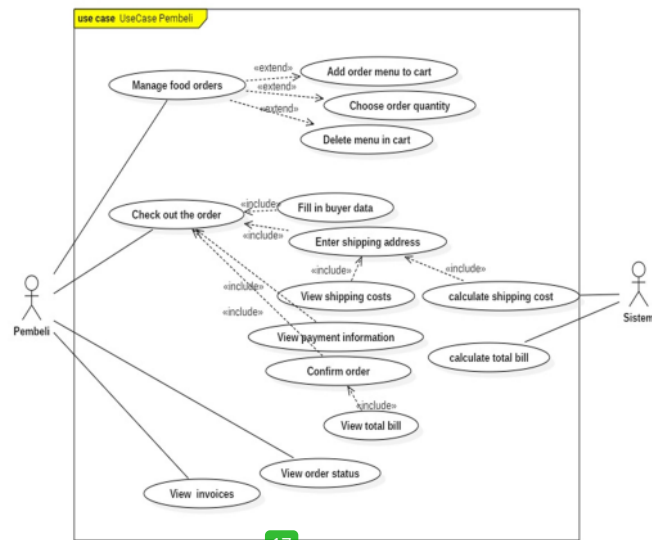 use case UseCase Pembeli
«extend»
Add order menu to cart
Manage food orders
«extend»
Choose order quantity
«extend»
Delete menu in cart
«include»
Fill in buyer data
Check out the order
«include»
Enter shipping address
«include»
«include»
«include»
View shipping costs
calculate shipping cost
«include»
Pembeli
Sistem
View payment information
calculate total bill
Confirm order
«include»
View total bill
View order status
View invoices